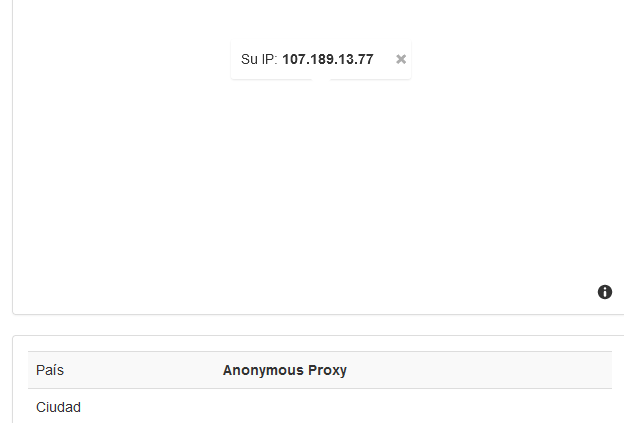 Su IP: 107.189.13.77 ✖
País Anonymous Proxy
Ciudad